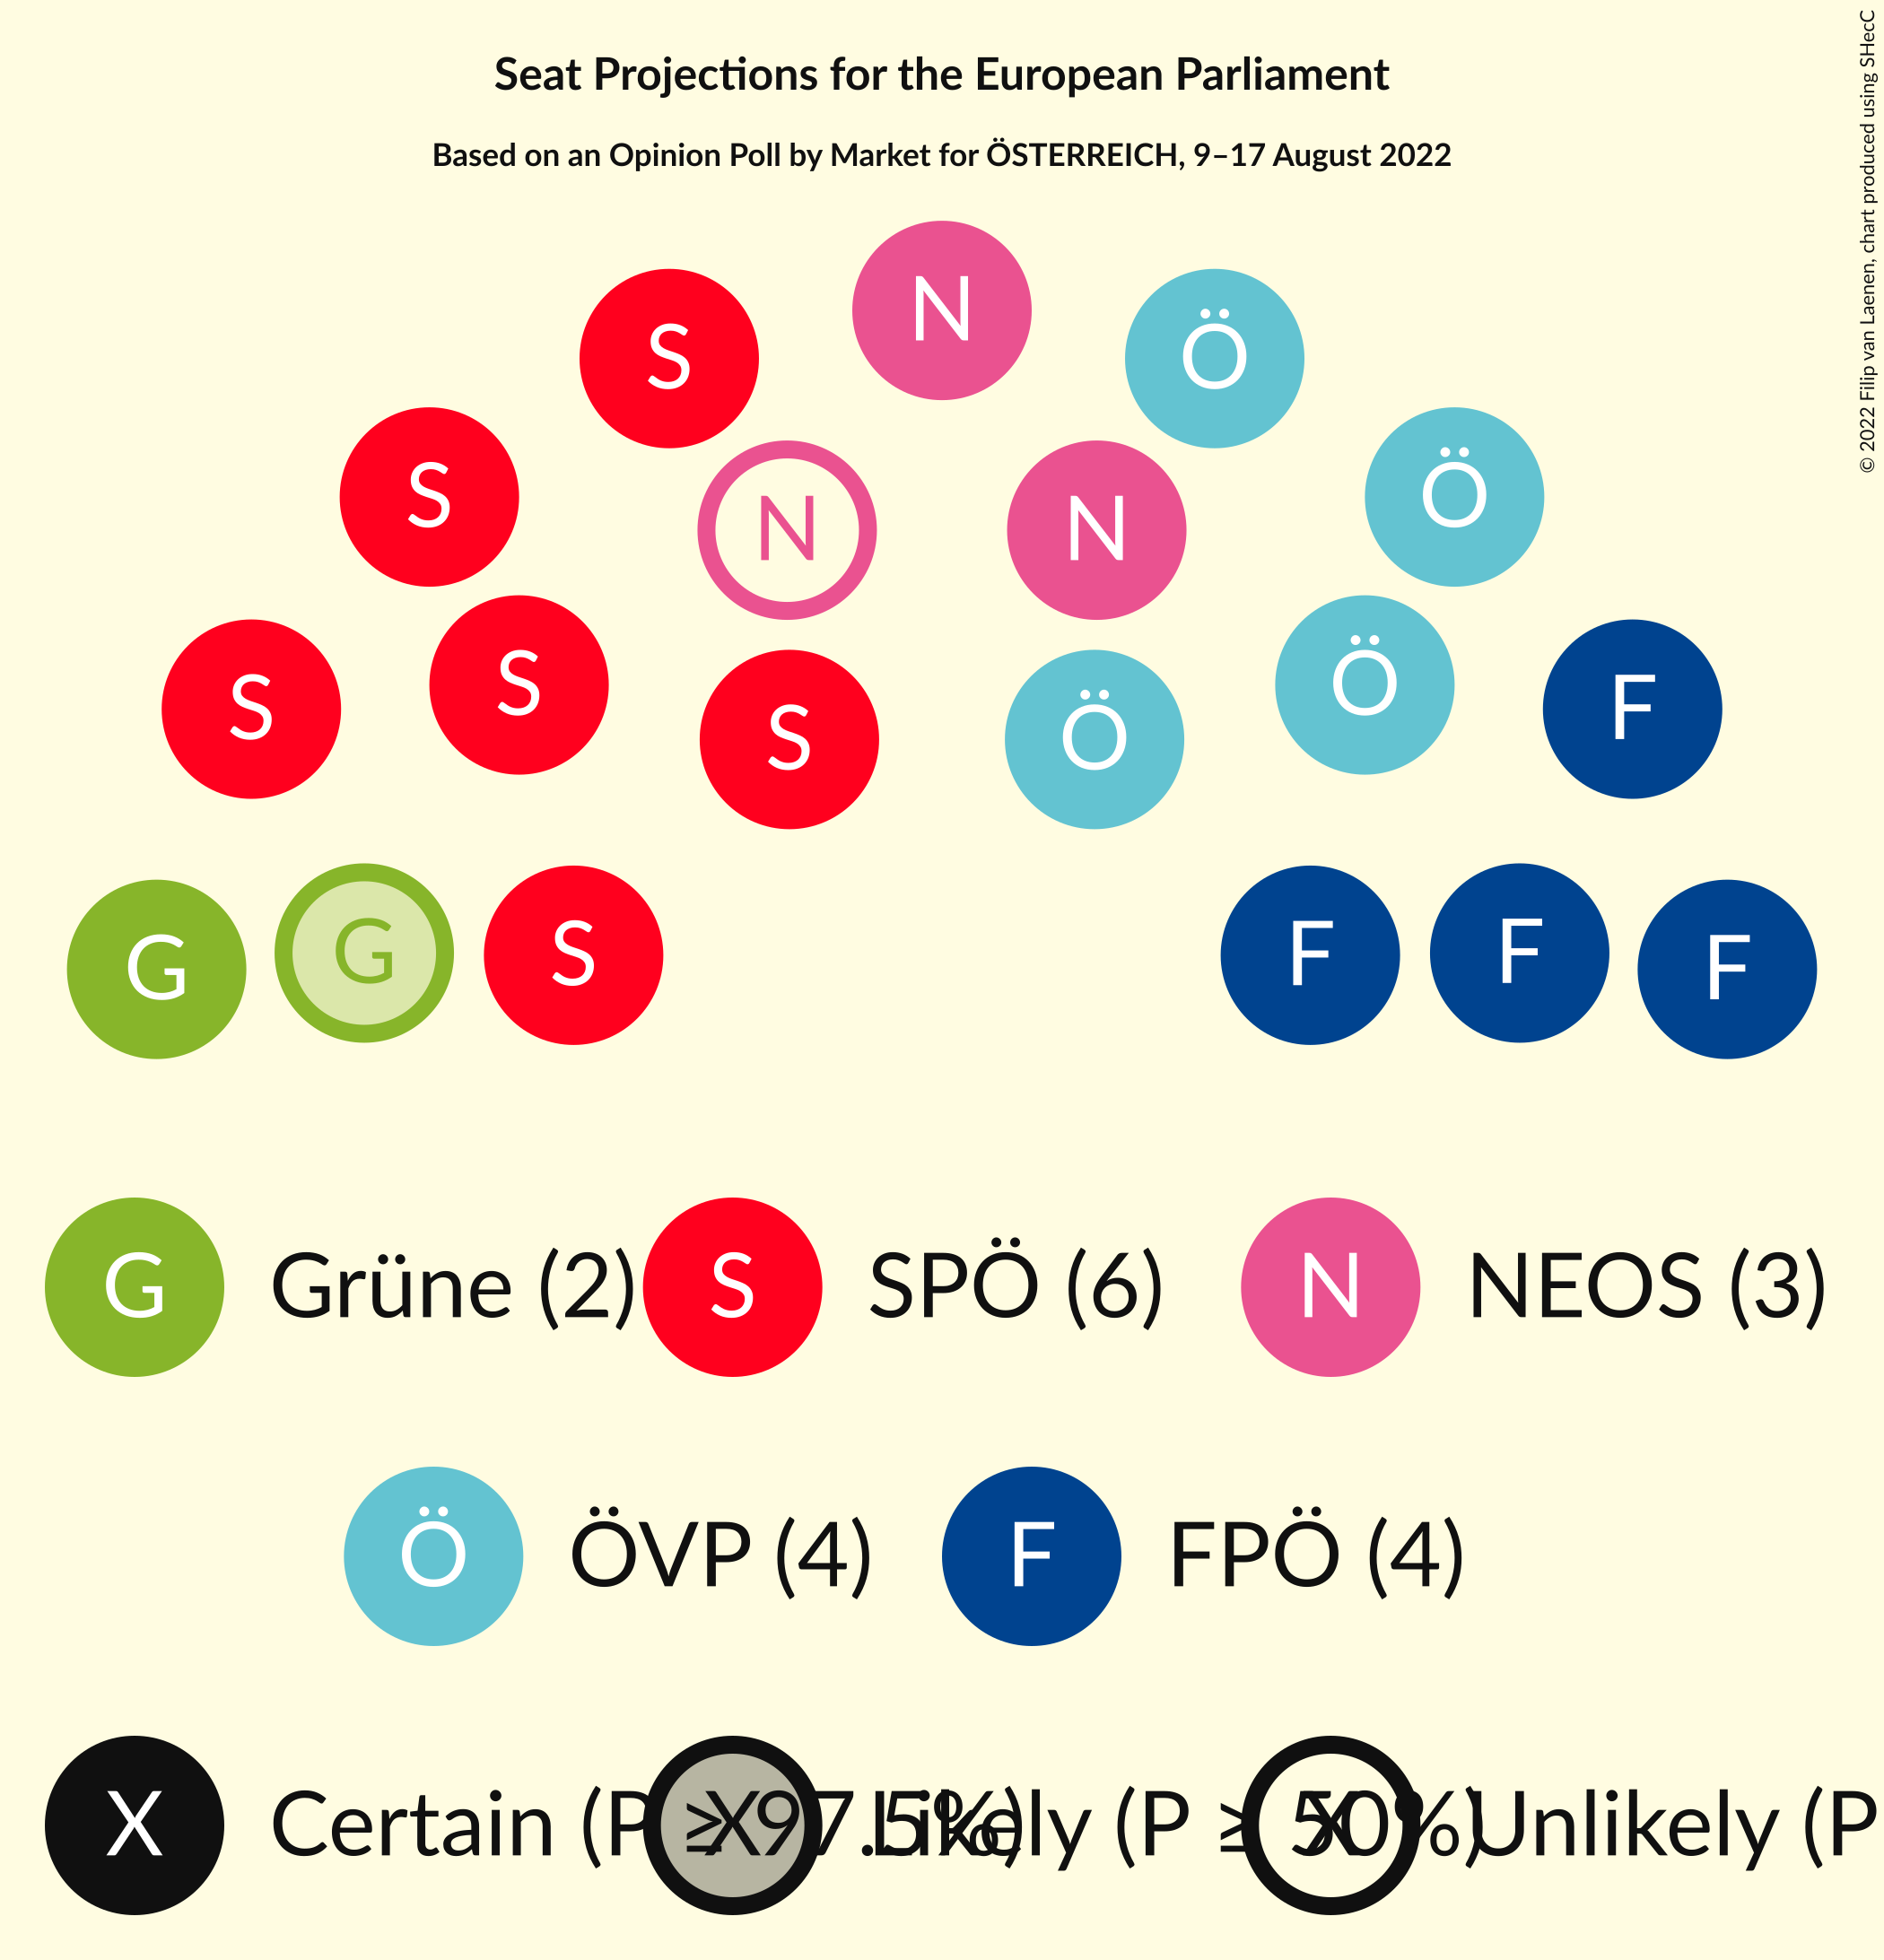 Seat Projections for the European Parliament
Based on an Opinion Poll by Market for ÖSTERREICH, 9–17 August 2022
© 2022 Filip van Laenen, chart produced using SHecC
N
S Ö
S Ö
N N
S S Ö F
S Ö
G G S F F F
G Grüne (2) S SPÖ (6) N NEOS (3)
Ö ÖVP (4) F FPÖ (4)
X Certain (P ≥ 97.5%) X Likely (P ≥ 50%) X Unlikely (P